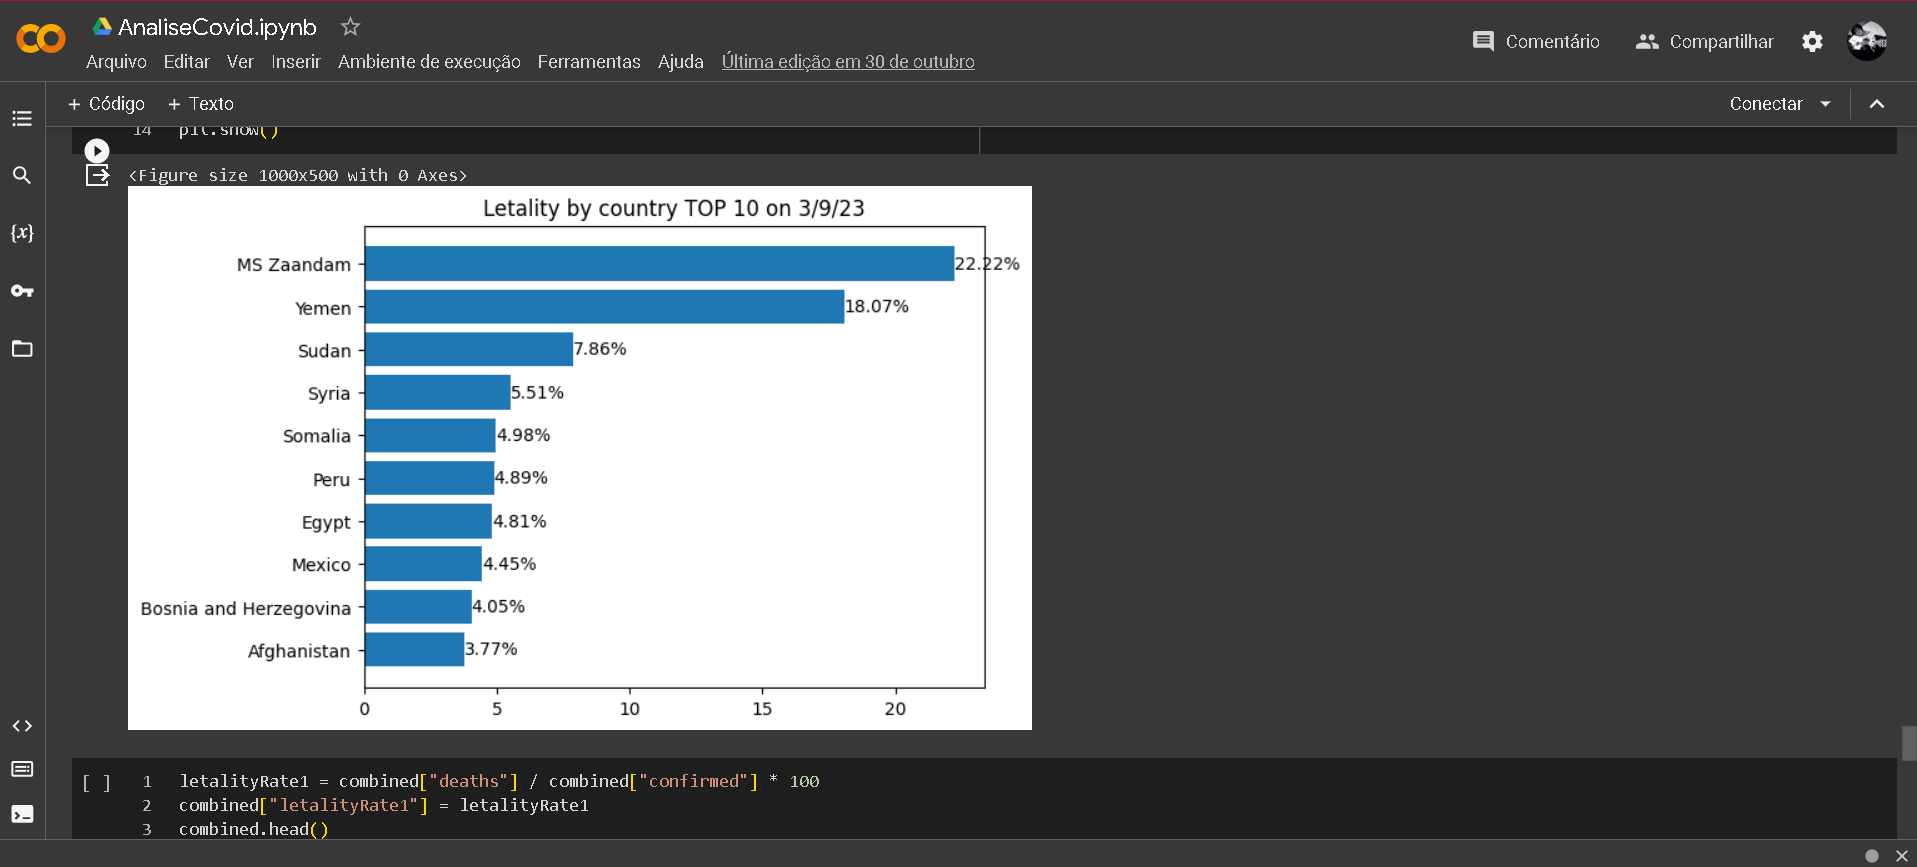 AnaliseCovid.ipynb
Arquivo Editar Ver Inserir Ambiente de execução Ferramentas Ajuda Última edição em 30 de outubro
Comentário Compartilhar
+ Código + Texto
Conectar
14 plt.show()
<Figure size 1000x500 with 0 Axes>
Letality by country TOP 10 on 3/9/23
MS Zaandam 22.22%
Yemen 18.07%
Sudan 7.86%
Syria 5.51%
Somalia 4.98%
Peru 4.89%
Egypt 4.81%
Mexico 4.45%
Bosnia and Herzegovina 4.05%
Afghanistan 3.77%
0 5 10 15 20
[ ] 1 letalityRate1 = combined["deaths"] / combined["confirmed"] * 100
2 combined["letalityRate1"] = letalityRate1
3 combined.head()